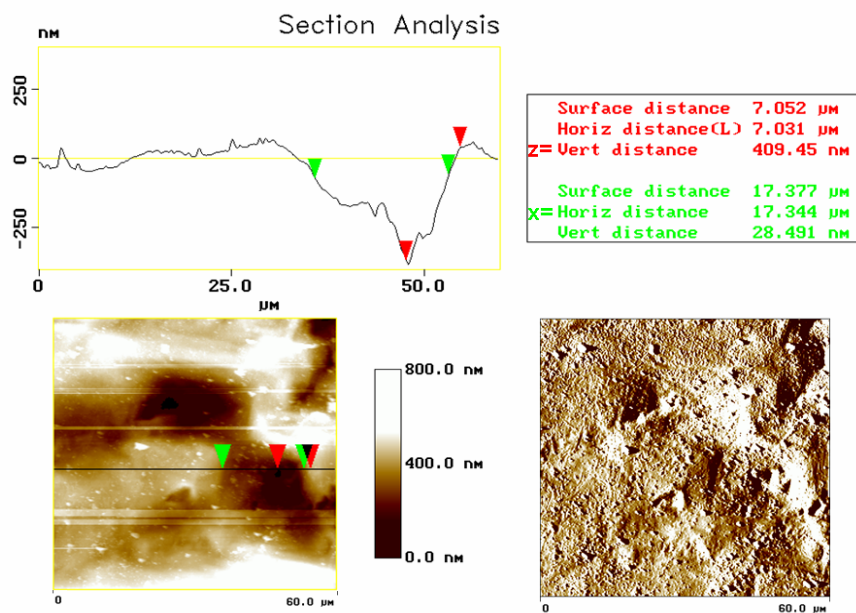 Section Analysis
nM
250
0
-250
0
25.0
50.0
µM
Surface distance 7.052 µM
Horiz distance(L) 7.031 µM
Z= Vert distance 409.45 nM
Surface distance 17.377 µM
X= Horiz distance 17.344 µM
Vert distance 28.491 nM
800.0 nM
400.0 nM
0.0 nM
0
60.0 µM
0
60.0 µM